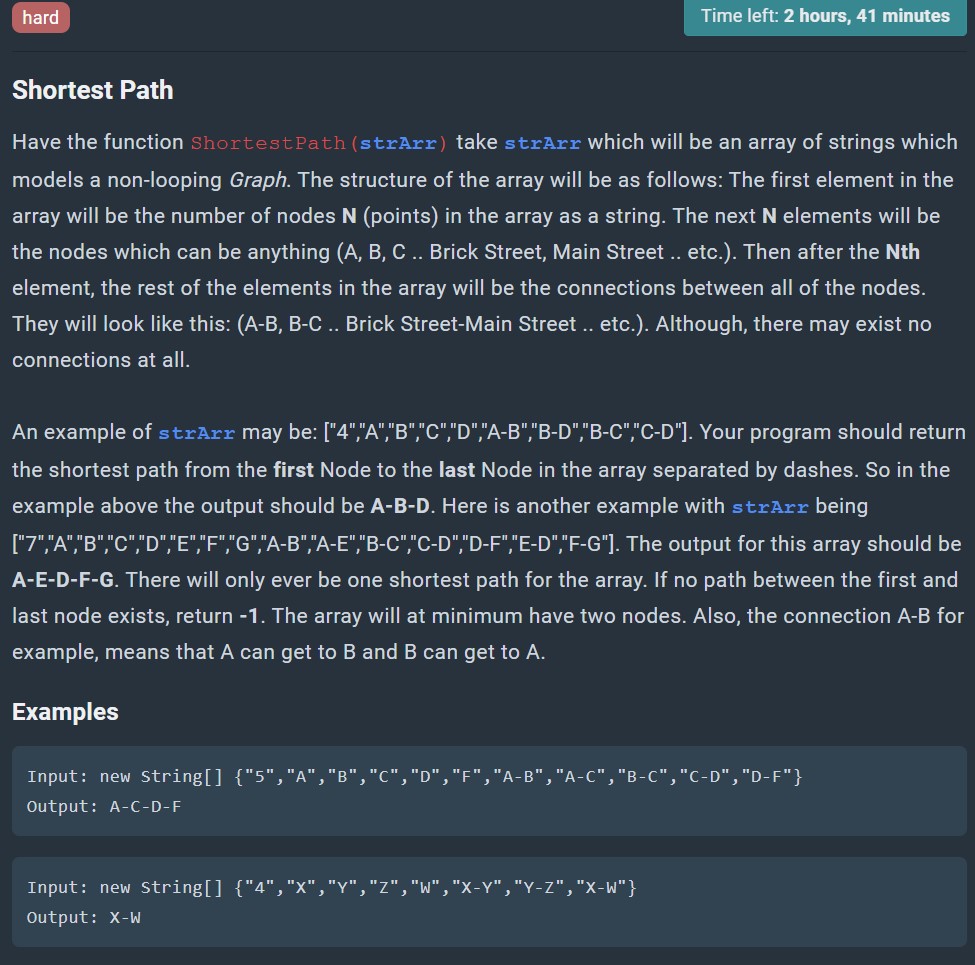 hard
Time left: 2 hours, 41 minutes
Shortest Path
Have the function ShortestPath(strArr) take strArr which will be an array of strings which
models a non-looping Graph. The structure of the array will be as follows: The first element in the
array will be the number of nodes N (points) in the array as a string. The next N elements will be
the nodes which can be anything (A, B, C .. Brick Street, Main Street .. etc.). Then after the Nth
element, the rest of the elements in the array will be the connections between all of the nodes.
They will look like this: (A-B, B-C .. Brick Street-Main Street .. etc.). Although, there may exist no
connections at all.
An example of strArr may be: ["4","A","B","C","D","A-B","B-D","B-C","C-D"]. Your program should return
the shortest path from the first Node to the last Node in the array separated by dashes. So in the
example above the output should be A-B-D. Here is another example with strArr being
["7","A","B","C","D","E","F","G","A-B","A-E","B-C","C-D","D-F","E-D","F-G"]. The output for this array should be
A-E-D-F-G. There will only ever be one shortest path for the array. If no path between the first and
last node exists, return -1. The array will at minimum have two nodes. Also, the connection A-B for
example, means that A can get to B and B can get to A.
Examples
Input: new String[] {"5","A","B","C","D","F","A-B","A-C","B-C","C-D","D-F"}
Output: A-C-D-F
Input: new String[] {"4","X","Y","Z","W","X-Y","Y-Z","X-W"}
Output: X-W